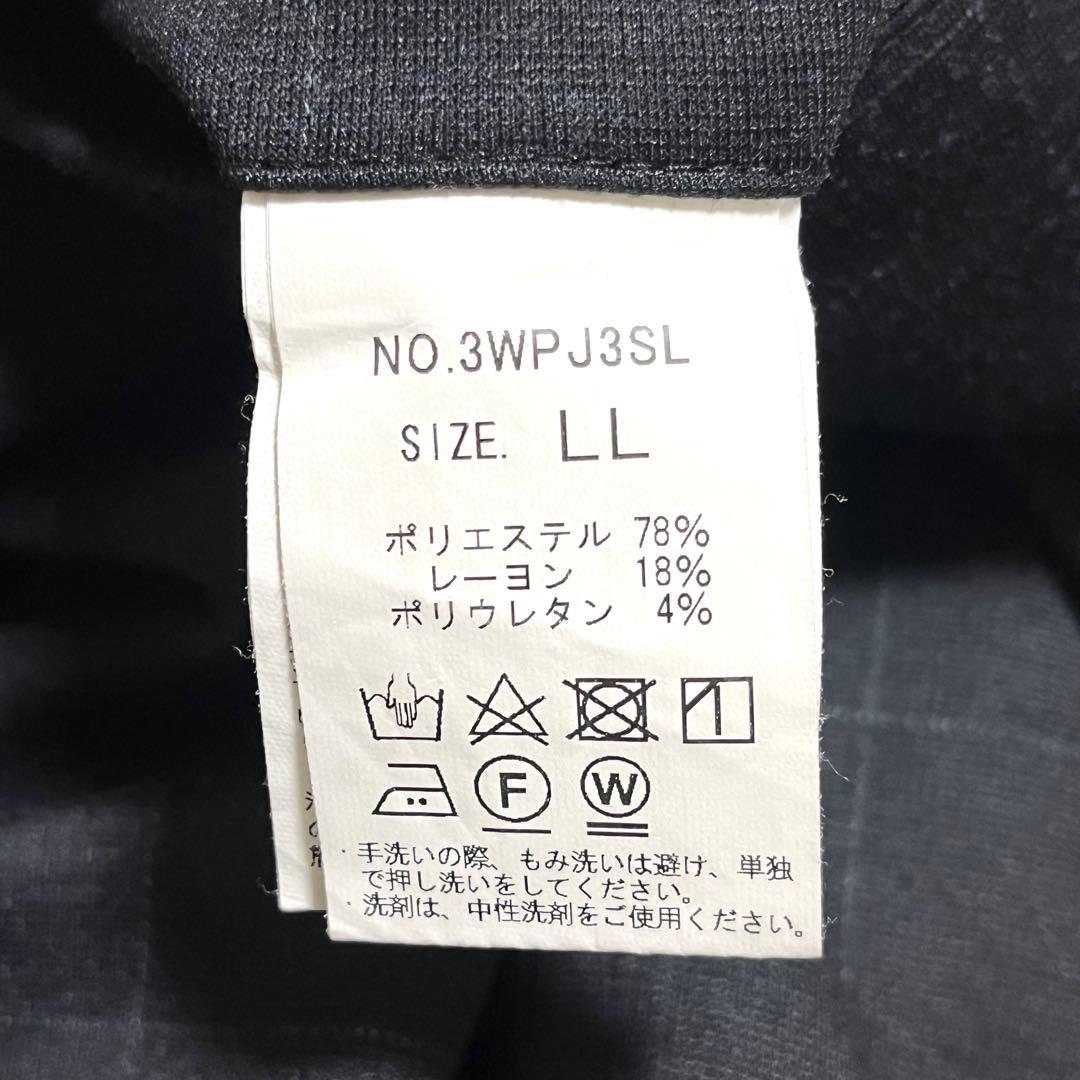 NO.3WPJ3SL
SIZE. LL
ポリエステル 78%
レーヨン 18%
ポリウレタン 4%
F W
・手洗いの際、もみ洗いは避け、単独
で押し洗いをしてください。
・洗剤は、中性洗剤をご使用ください。